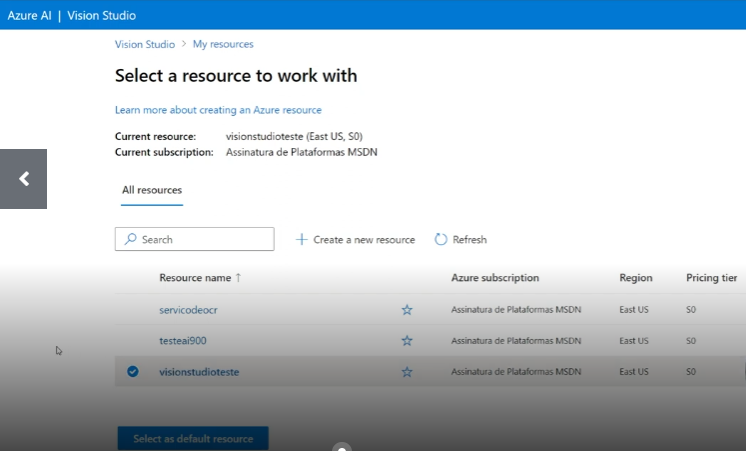 Azure AI | Vision Studio
Vision Studio > My resources
Select a resource to work with
Learn more about creating an Azure resource
Current resource: visionstudioteste (East US, S0)
Current subscription: Assinatura de Plataformas MSDN
All resources
Search + Create a new resource Refresh
Resource name ↑ Azure subscription Region Pricing tier
servicodeocr Assinatura de Plataformas MSDN East US S0
testeai900 Assinatura de Plataformas MSDN East US S0
visionstudioteste Assinatura de Plataformas MSDN East US S0
Select as default resource